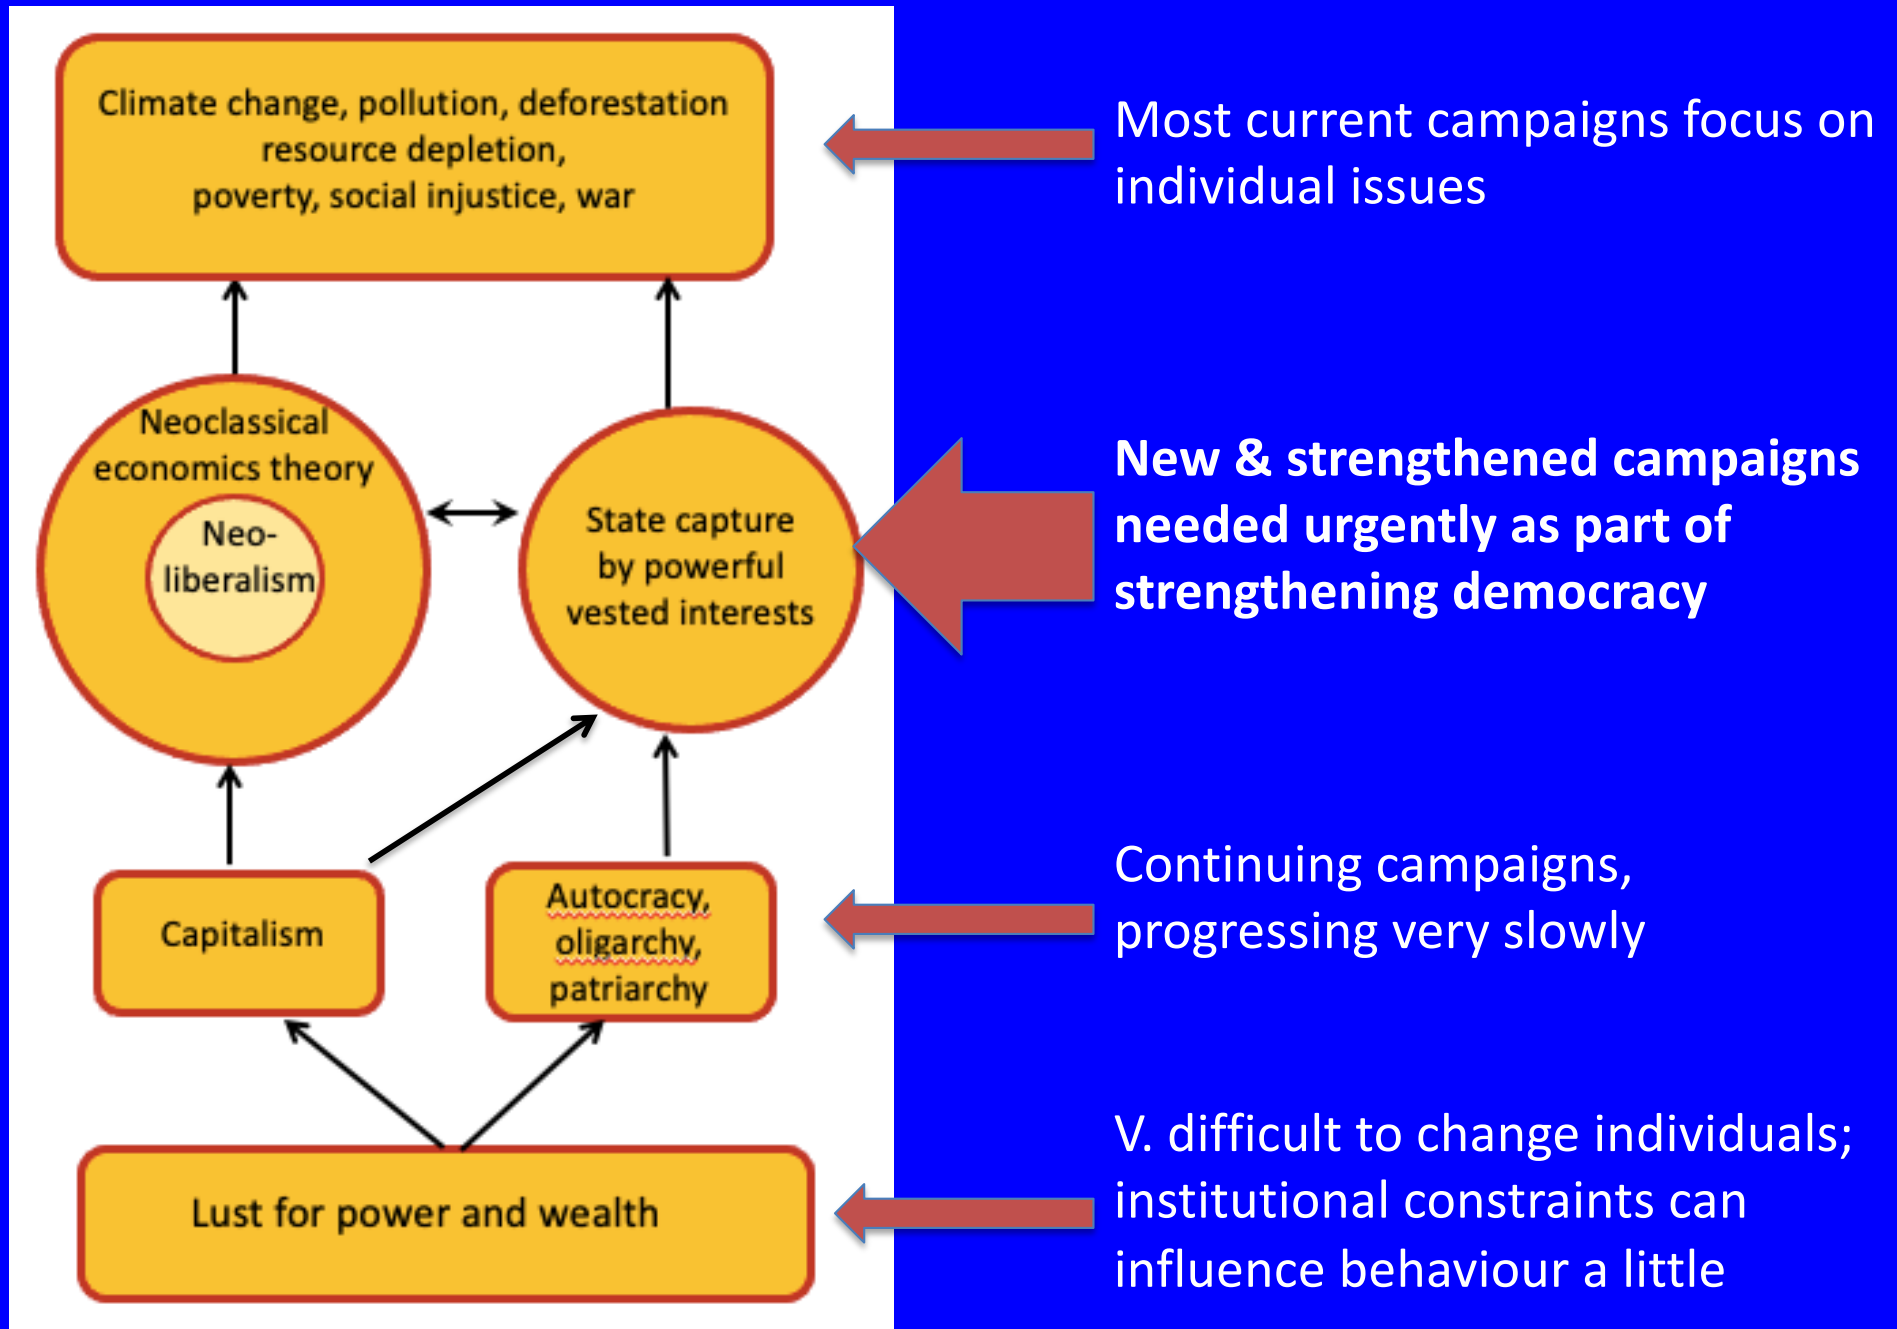 Climate change, pollution, deforestation
resource depletion,
poverty, social injustice, war
Most current campaigns focus on
individual issues
Neoclassical
economics theory
Neo-
liberalism
State capture
by powerful
vested interests
New & strengthened campaigns
needed urgently as part of
strengthening democracy
Capitalism
Autocracy,
oligarchy,
patriarchy
Continuing campaigns,
progressing very slowly
Lust for power and wealth
V. difficult to change individuals;
institutional constraints can
influence behaviour a little